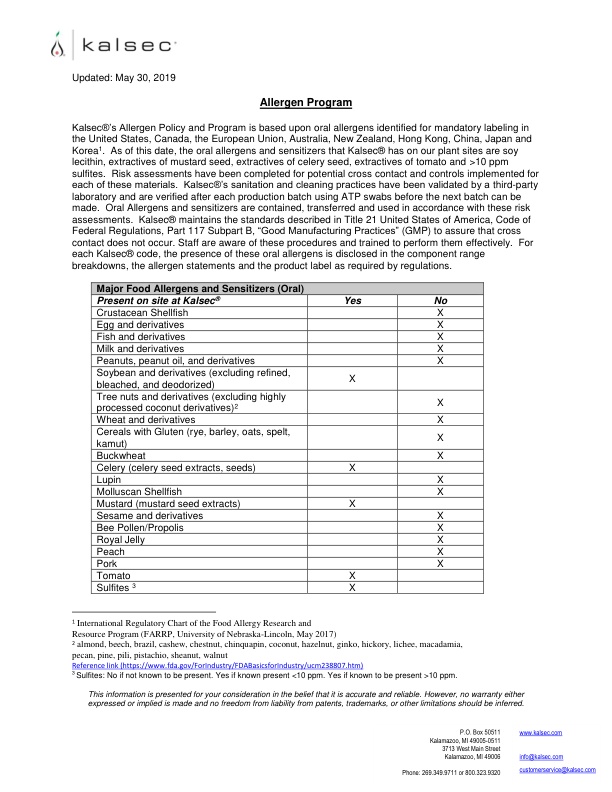 kalsec®
Updated: May 30, 2019
Allergen Program
Kalsec®'s Allergen Policy and Program is based upon oral allergens identified for mandatory labeling in
the United States, Canada, the European Union, Australia, New Zealand, Hong Kong, China, Japan and
Korea¹. As of this date, the oral allergens and sensitizers that Kalsec® has on our plant sites are soy
lecithin, extractives of mustard seed, extractives of celery seed, extractives of tomato and >10 ppm
sulfites. Risk assessments have been completed for potential cross contact and controls implemented for
each of these materials. Kalsec®'s sanitation and cleaning practices have been validated by a third-party
laboratory and are verified after each production batch using ATP swabs before the next batch can be
made. Oral Allergens and sensitizers are contained, transferred and used in accordance with these risk
assessments. Kalsec® maintains the standards described in Title 21 United States of America, Code of
Federal Regulations, Part 117 Subpart B, “Good Manufacturing Practices” (GMP) to assure that cross
contact does not occur. Staff are aware of these procedures and trained to perform them effectively. For
each Kalsec® code, the presence of these oral allergens is disclosed in the component range
breakdowns, the allergen statements and the product label as required by regulations.
Major Food Allergens and Sensitizers (Oral)
Present on site at Kalsec® Yes No
Crustacean Shellfish X
Egg and derivatives X
Fish and derivatives X
Milk and derivatives X
Peanuts, peanut oil, and derivatives X
Soybean and derivatives (excluding refined,
bleached, and deodorized) X
Tree nuts and derivatives (excluding highly
processed coconut derivatives)² X
Wheat and derivatives X
Cereals with Gluten (rye, barley, oats, spelt,
kamut) X
Buckwheat X
Celery (celery seed extracts, seeds) X
Lupin X
Molluscan Shellfish X
Mustard (mustard seed extracts) X
Sesame and derivatives X
Bee Pollen/Propolis X
Royal Jelly X
Peach X
Pork X
Tomato X
Sulfites ³ X
¹ International Regulatory Chart of the Food Allergy Research and
Resource Program (FARRP, University of Nebraska-Lincoln, May 2017)
² almond, beech, brazil, cashew, chestnut, chinquapin, coconut, hazelnut, ginko, hickory, lichee, macadamia,
pecan, pine, pili, pistachio, sheanut, walnut
Reference link (https://www.fda.gov/ForIndustry/FDABasicsforIndustry/ucm238807.htm)
³ Sulfites: No if not known to be present. Yes if known present <10 ppm. Yes if known present >10 ppm.
This information is presented for your consideration in the belief that it is accurate and reliable. However, no warranty either
expressed or implied is made and no freedom from liability from patents, trademarks, or other limitations should be inferred.
P.O. Box 50511 www.kalsec.com
Kalamazoo, MI 49005-0511
3713 West Main Street
Kalamazoo, MI 49006 info@kalsec.com
Phone: 269.349.9711 or 800.323.9320 customerservice@kalsec.com